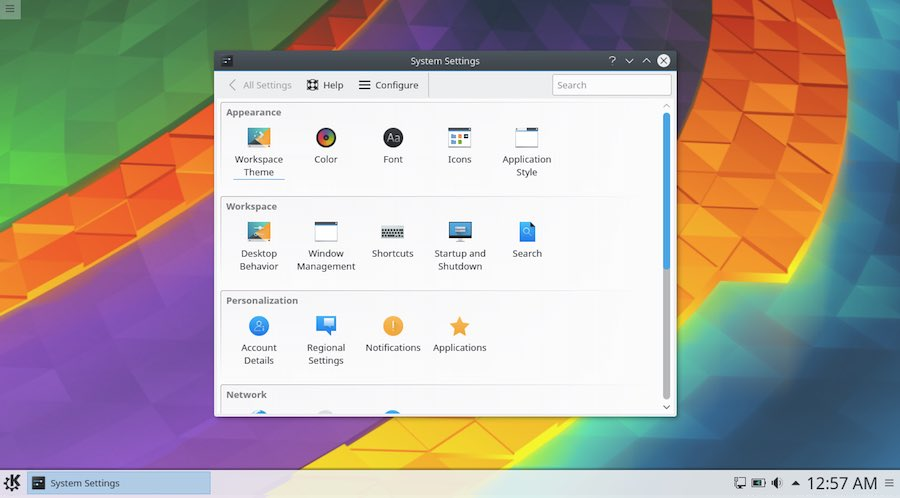 System Settings
All Settings Help Configure Search
Appearance
Workspace Theme
Color
Aa
Font
Icons
Application Style
Workspace
Desktop Behavior
Window Management
Shortcuts
Startup and Shutdown
Search
Personalization
Account Details
Regional Settings
Notifications
Applications
Network
System Settings
12:57 AM